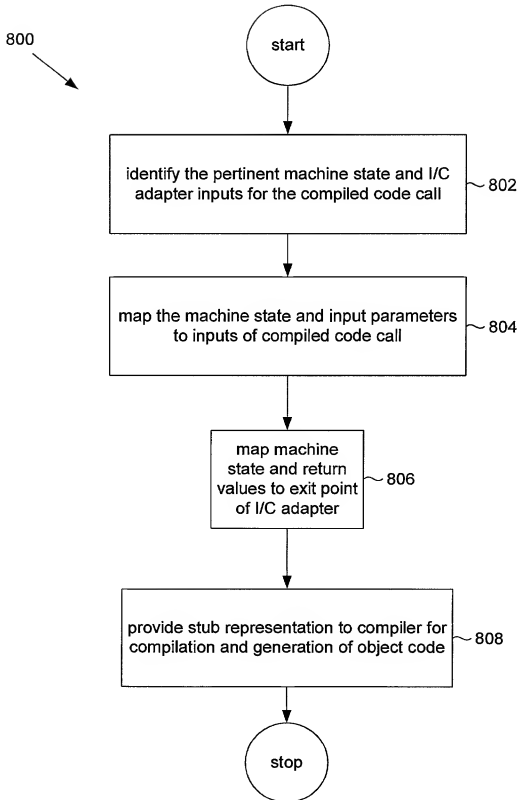 800
start
identify the pertinent machine state and I/C
adapter inputs for the compiled code call
802
map the machine state and input parameters
to inputs of compiled code call
804
map machine
state and return
values to exit point
of I/C adapter
806
provide stub representation to compiler for
compilation and generation of object code
808
stop